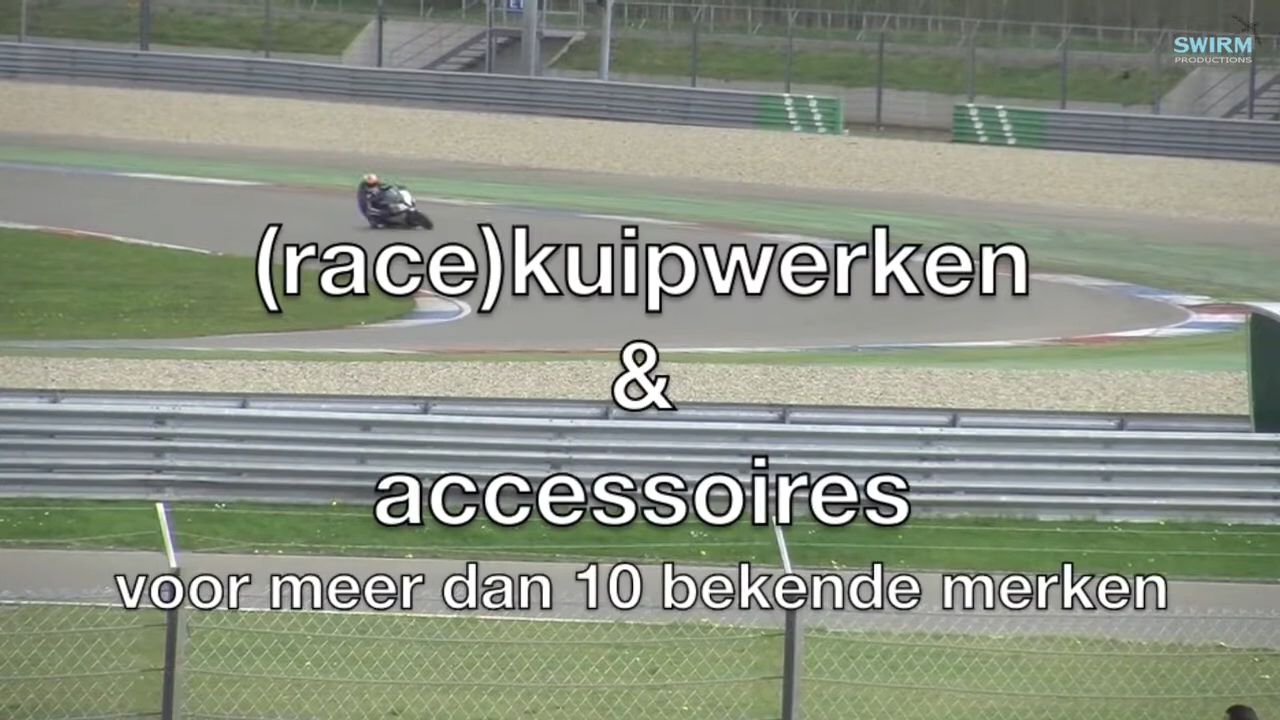 SWIRM
PRODUCTIONS
(race)kuipwerken
&
accessoires
voor meer dan 10 bekende merken